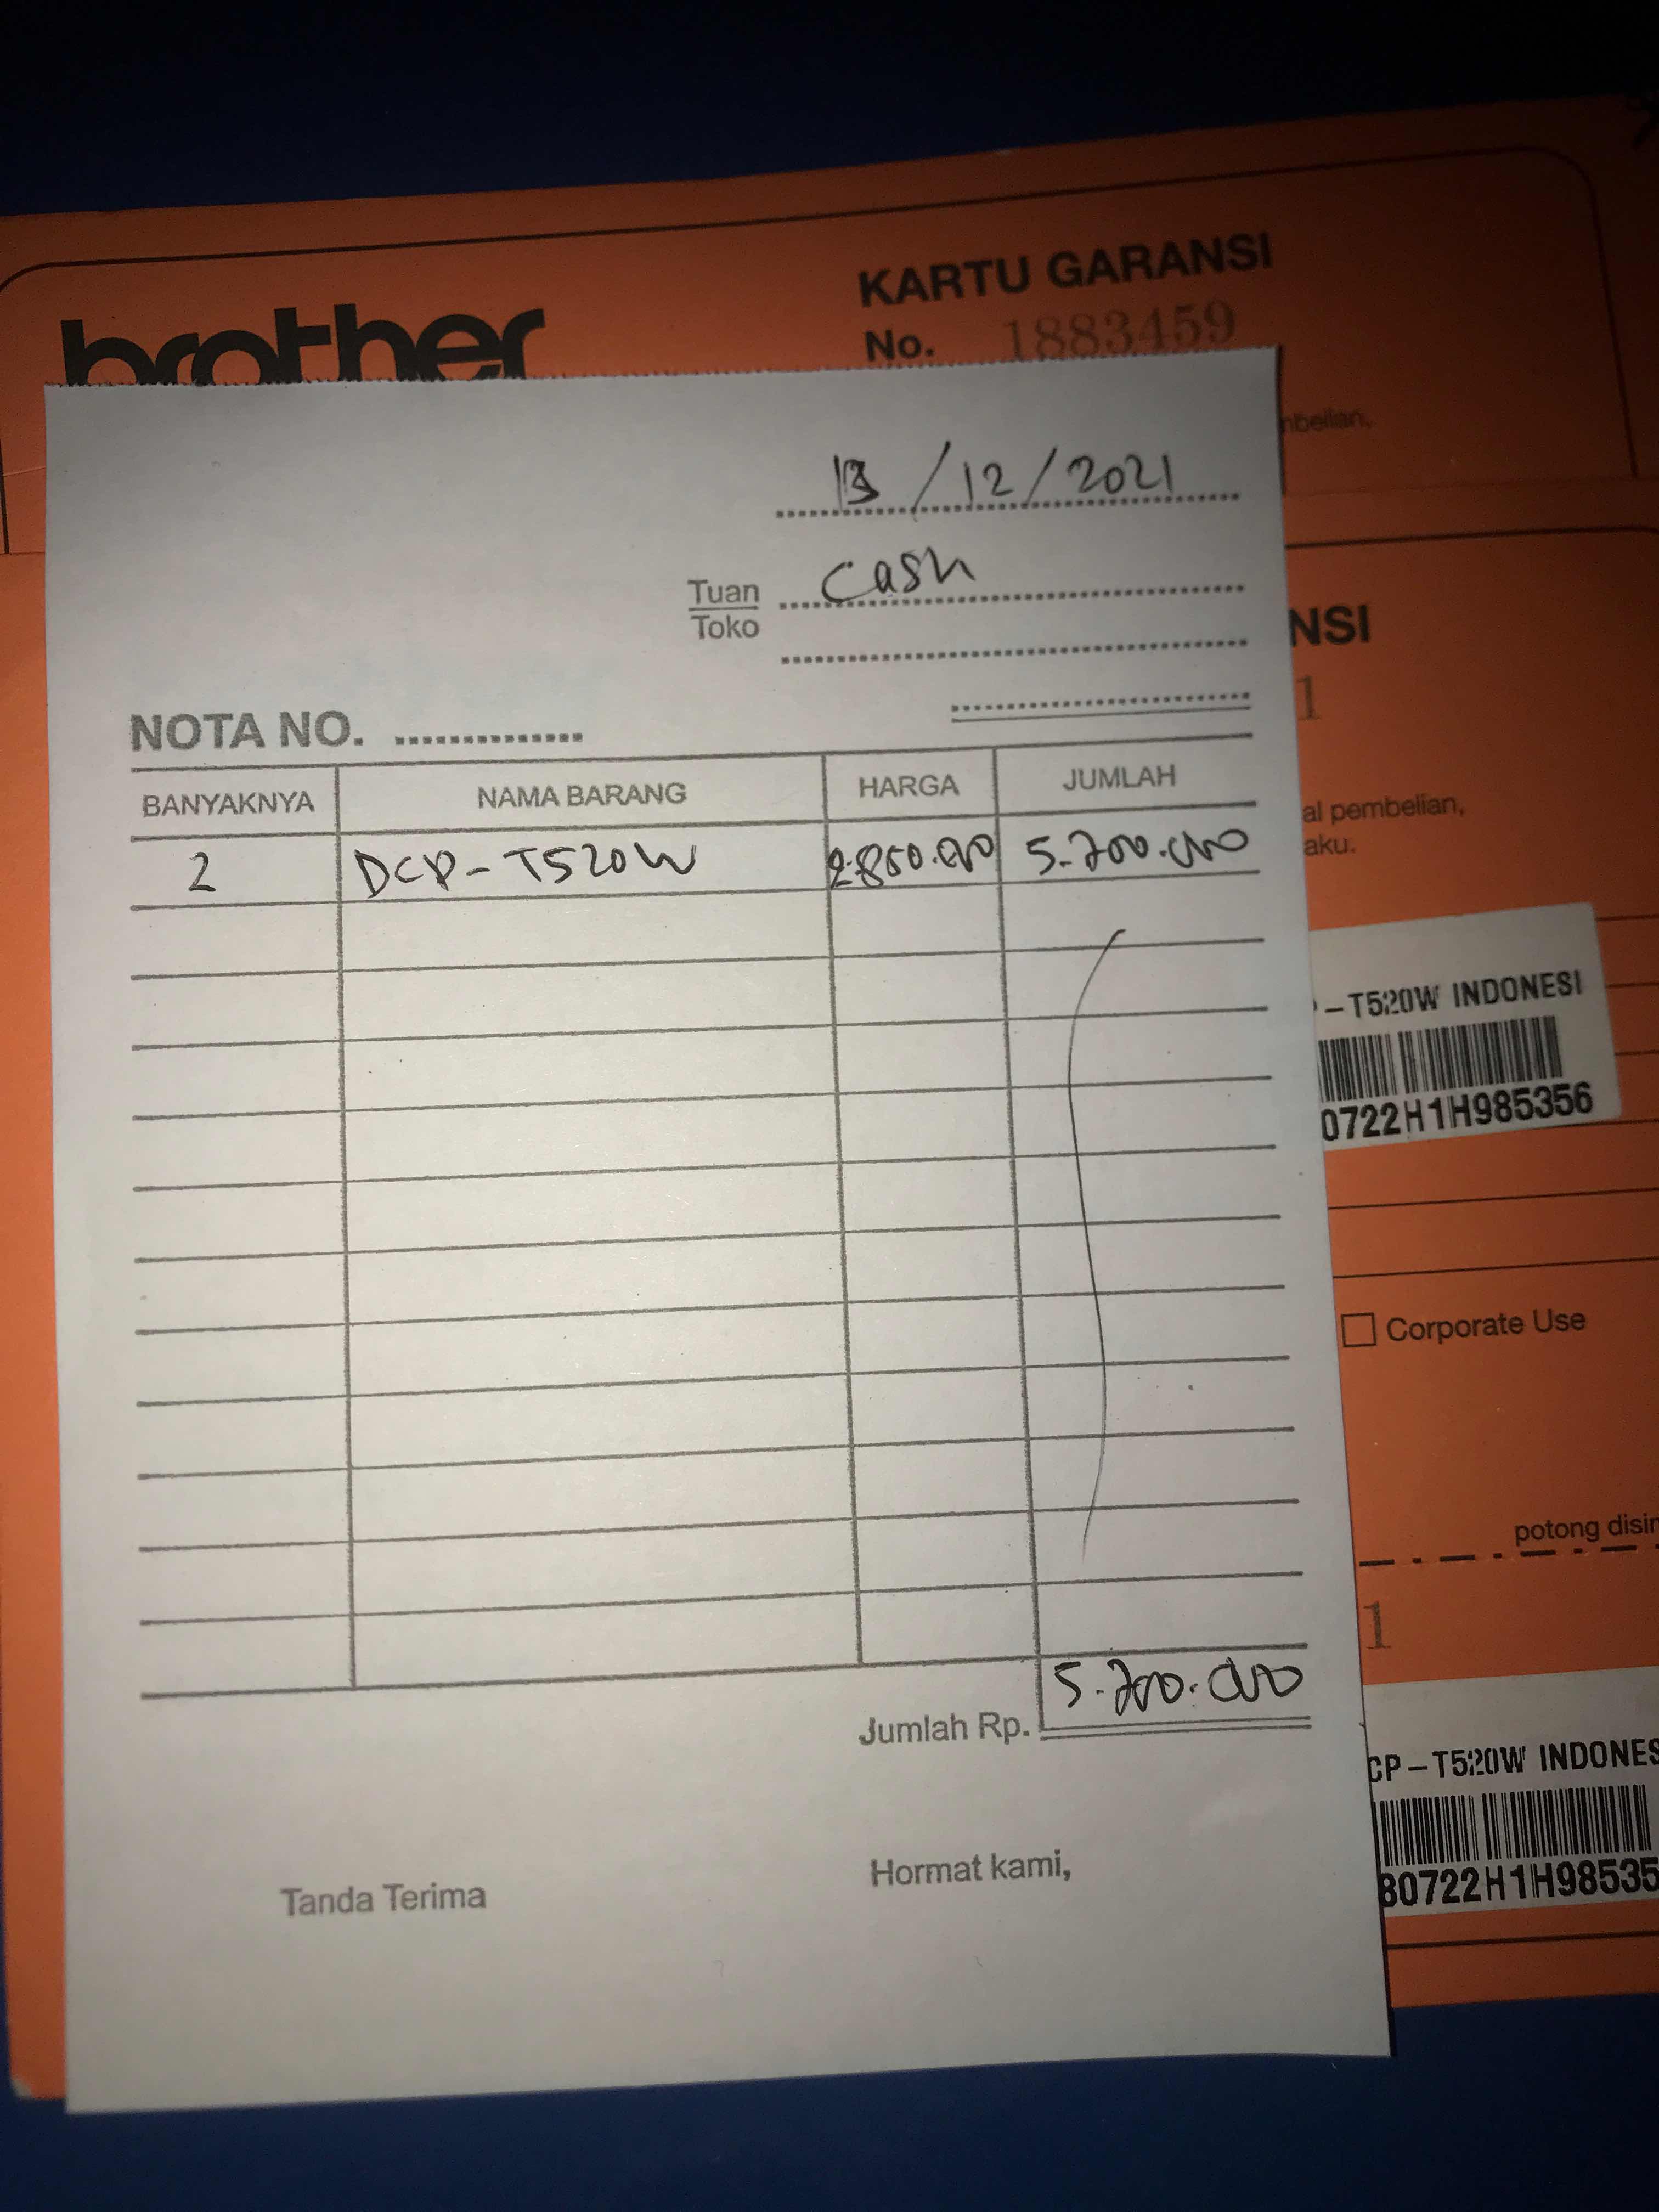 brother
KARTU GARANSI
No. 1883459
mbelian,
13/12/2021
Tuan Cash
Toko
NSI
1
NOTA NO.
BANYAKNYA NAMA BARANG HARGA JUMLAH
al pembelian,
aku.
2 DCP-T520W 2.850.000 5.700.000
-T520W INDONESI
0722H1H985356
Corporate Use
potong disin
1
5.700.000
Jumlah Rp.
CP-T520W INDONES
80722H1H98535
Hormat kami,
Tanda Terima